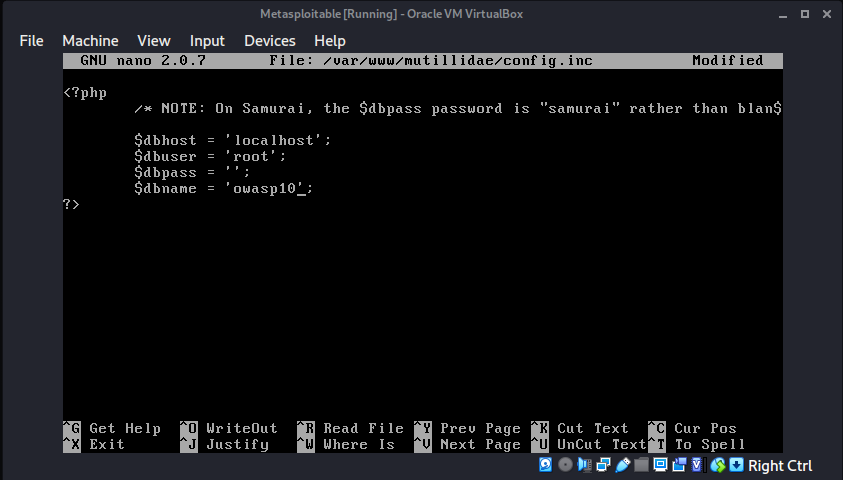 Metasploitable [Running] - Oracle VM VirtualBox
File Machine View Input Devices Help
GNU nano 2.0.7 File: /var/www/mutillidae/config.inc Modified
<?php
/* NOTE: On Samurai, the $dbpass password is "samurai" rather than blan$
$dbhost = 'localhost';
$dbuser = 'root';
$dbpass = '';
$dbname = 'owasp10';
?>
^G Get Help ^O WriteOut ^R Read File ^Y Prev Page ^K Cut Text ^C Cur Pos
^X Exit ^J Justify ^W Where Is ^V Next Page ^U UnCut Text ^T To Spell
Right Ctrl